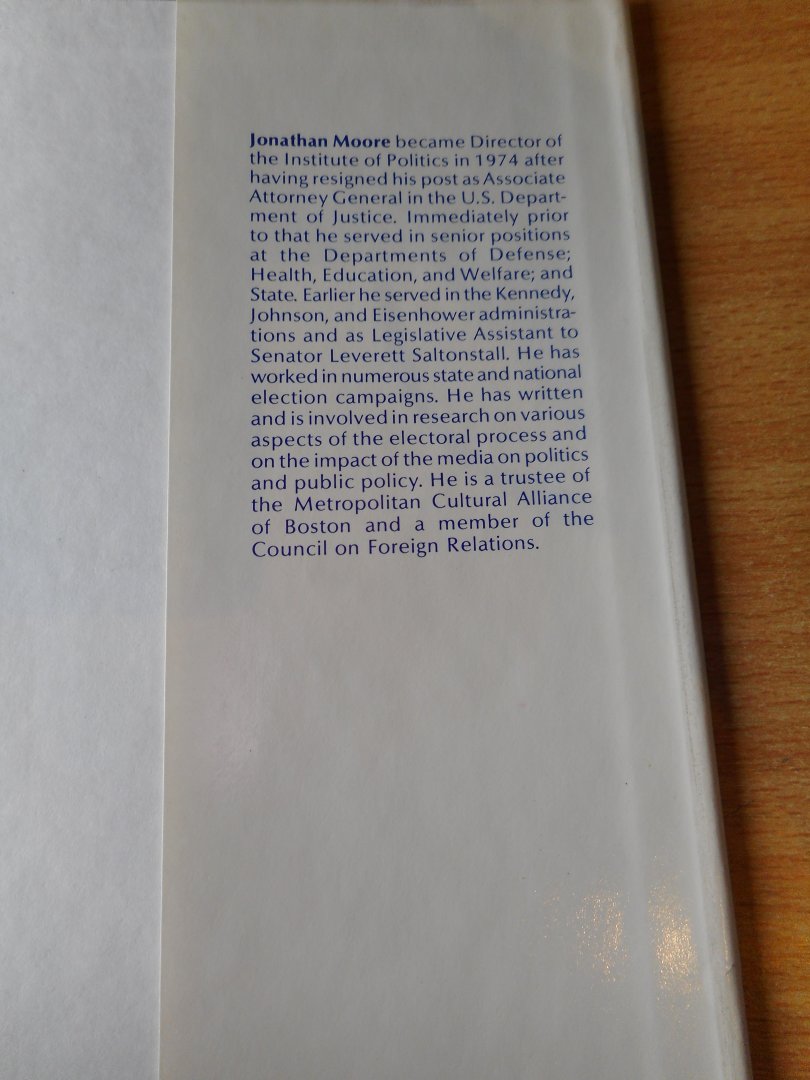 Jonathan Moore became Director of
the Institute of Politics in 1974 after
having resigned his post as Associate
Attorney General in the U.S. Depart-
ment of Justice. Immediately prior
to that he served in senior positions
at the Departments of Defense;
Health, Education, and Welfare; and
State. Earlier he served in the Kennedy,
Johnson, and Eisenhower administra-
tions and as Legislative Assistant to
Senator Leverett Saltonstall. He has
worked in numerous state and national
election campaigns. He has written
and is involved in research on various
aspects of the electoral process and
on the impact of the media on politics
and public policy. He is a trustee of
the Metropolitan Cultural Alliance
of Boston and a member of the
Council on Foreign Relations.